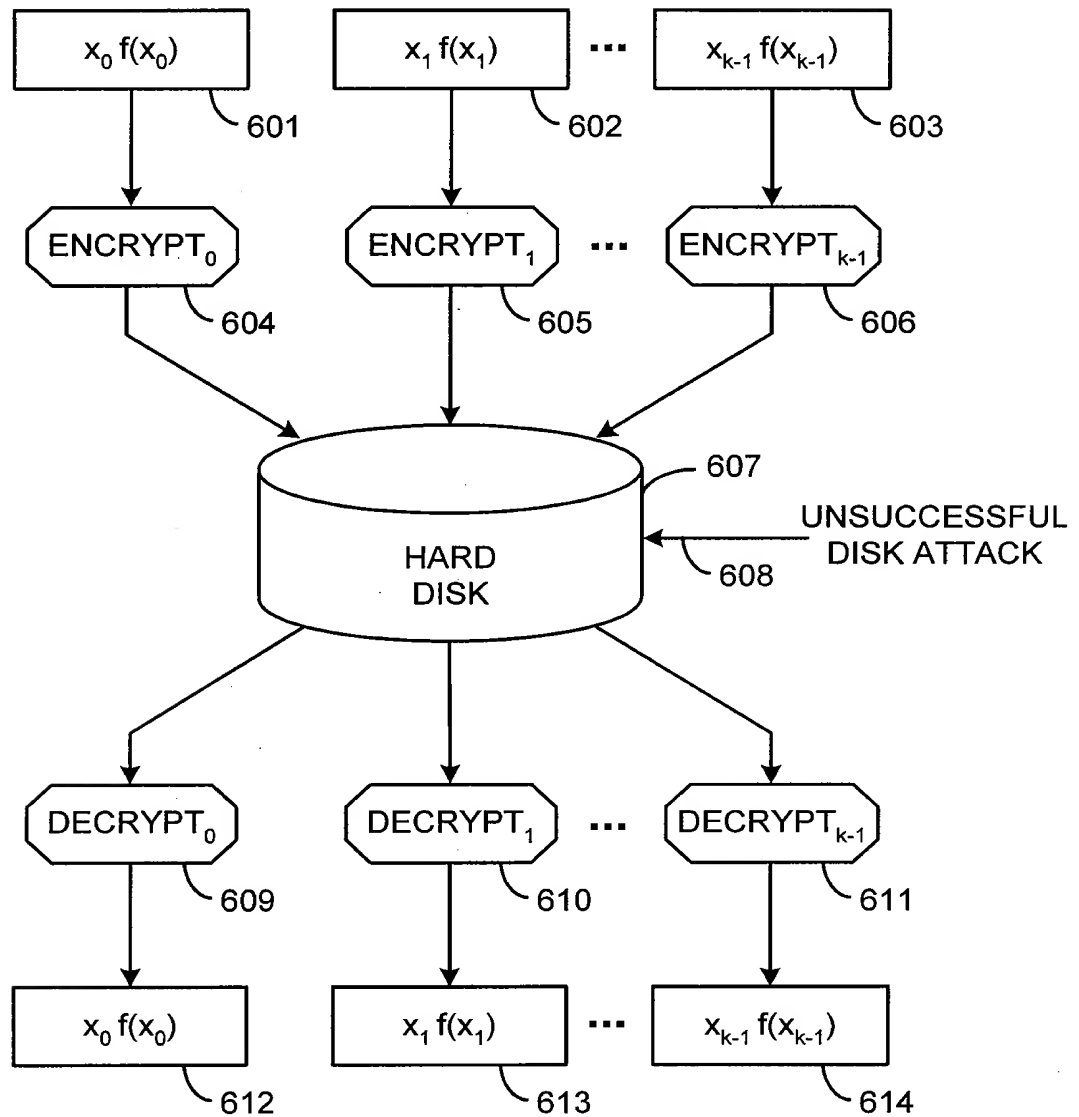 x₀ f(x₀) x₁ f(x₁) ... xₖ₋₁ f(xₖ₋₁)
601 602 603
ENCRYPT₀ ENCRYPT₁ ... ENCRYPTₖ₋₁
604 605 606
607
UNSUCCESSFUL
DISK ATTACK
608
HARD
DISK
DECRYPT₀ DECRYPT₁ ... DECRYPTₖ₋₁
609 610 611
x₀ f(x₀) x₁ f(x₁) ... xₖ₋₁ f(xₖ₋₁)
612 613 614